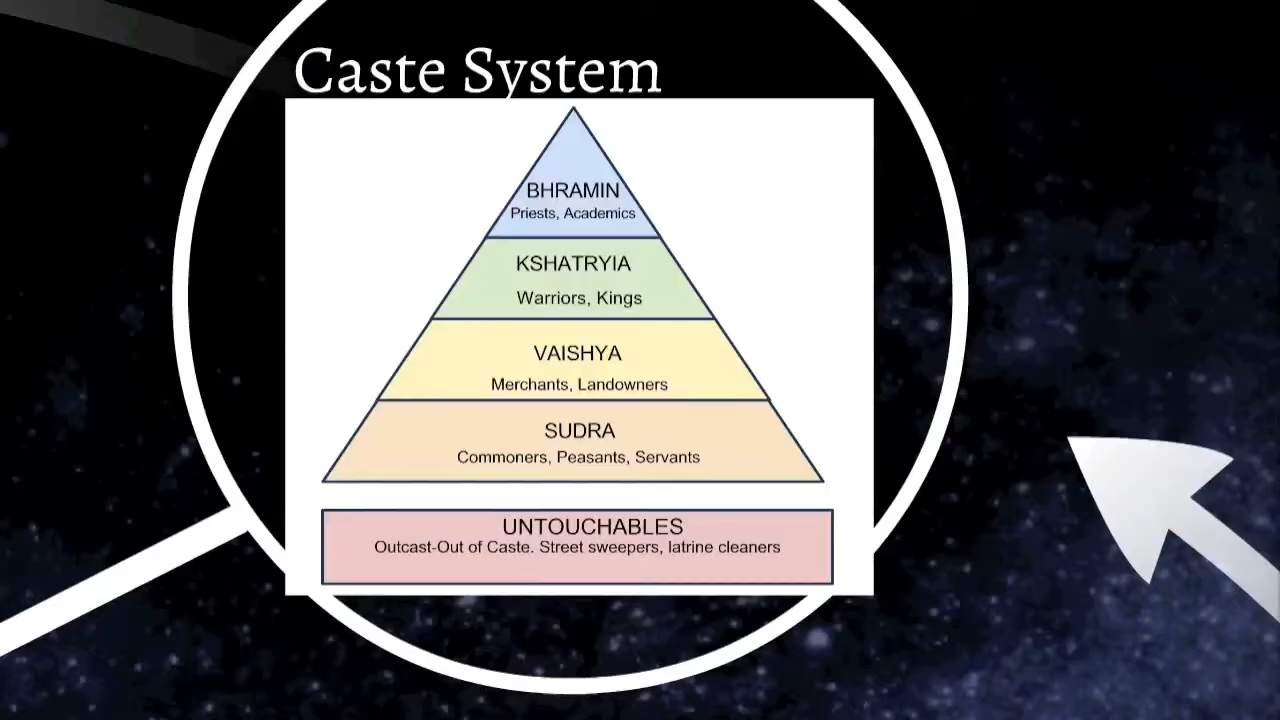 Caste System
BHRAMIN
Priests, Academics
KSHATRYIA
Warriors, Kings
VAISHYA
Merchants, Landowners
SUDRA
Commoners, Peasants, Servants
UNTOUCHABLES
Outcast-Out of Caste. Street sweepers, latrine cleaners